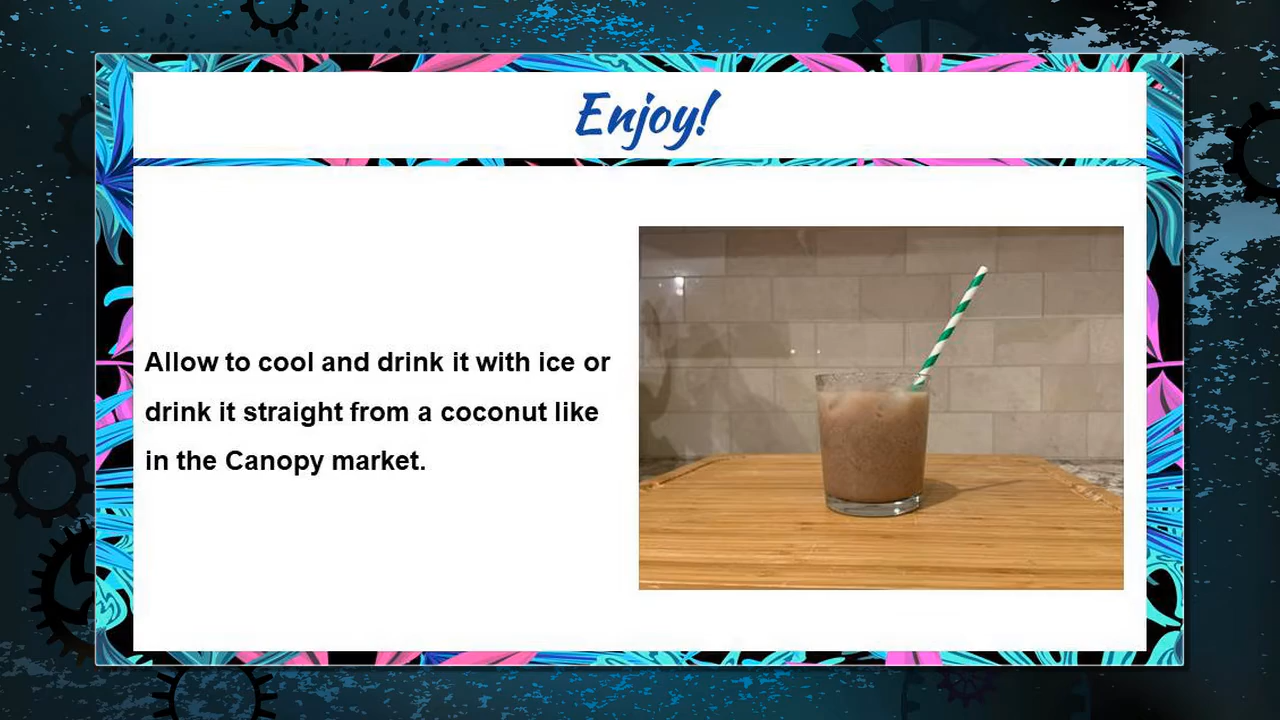 Enjoy!
Allow to cool and drink it with ice or
drink it straight from a coconut like
in the Canopy market.